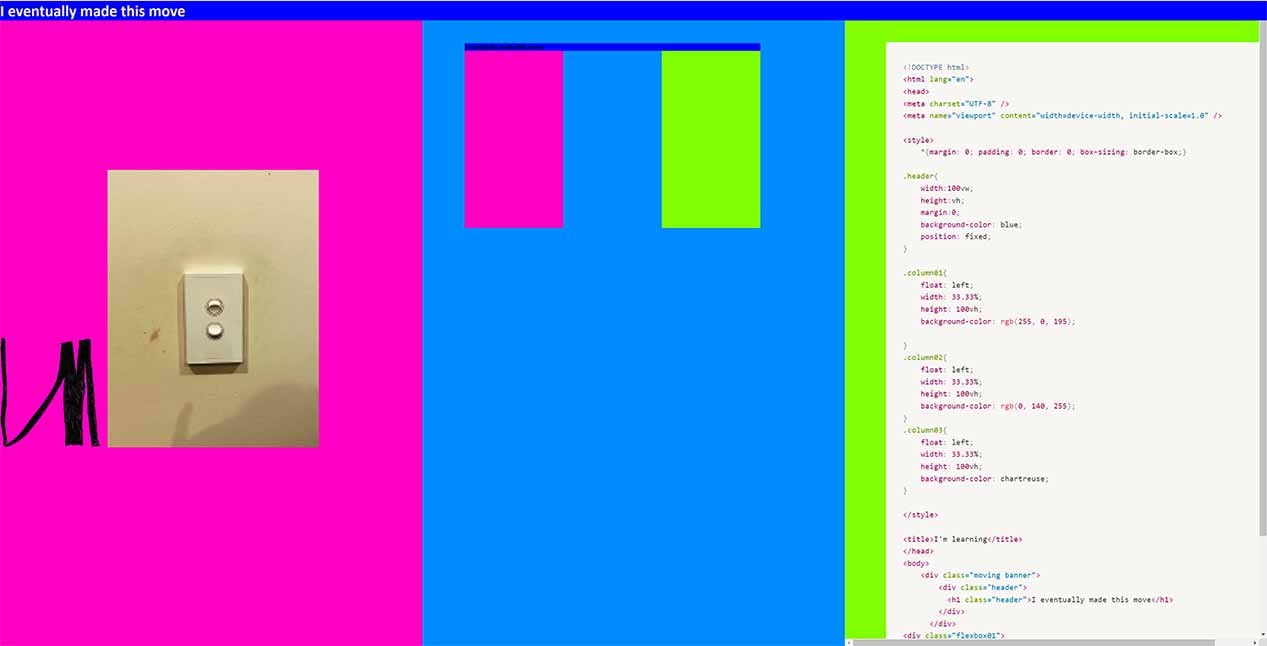 I eventually made this move
<!DOCTYPE html>
<html lang="en">
<head>
<meta charset="UTF-8" />
<meta name="viewport" content="width=device-width, initial-scale=1.0" />
<style>
*{margin: 0; padding: 0; border: 0; box-sizing: border-box;}
.header{
width:100vw;
height:vh;
margin:0;
background-color: blue;
position: fixed;
}
.column01{
float: left;
width: 33.33%;
height: 100vh;
background-color: rgb(255, 0, 195);
}
.column02{
float: left;
width: 33.33%;
height: 100vh;
background-color: rgb(0, 140, 255);
}
.column03{
float: left;
width: 33.33%;
height: 100vh;
background-color: chartreuse;
}
</style>
<title>I'm learning</title>
</head>
<body>
<div class="moving banner">
<div class="header">
<h1 class="header">I eventually made this move</h1>
</div>
</div>
<div class="flexbox01">